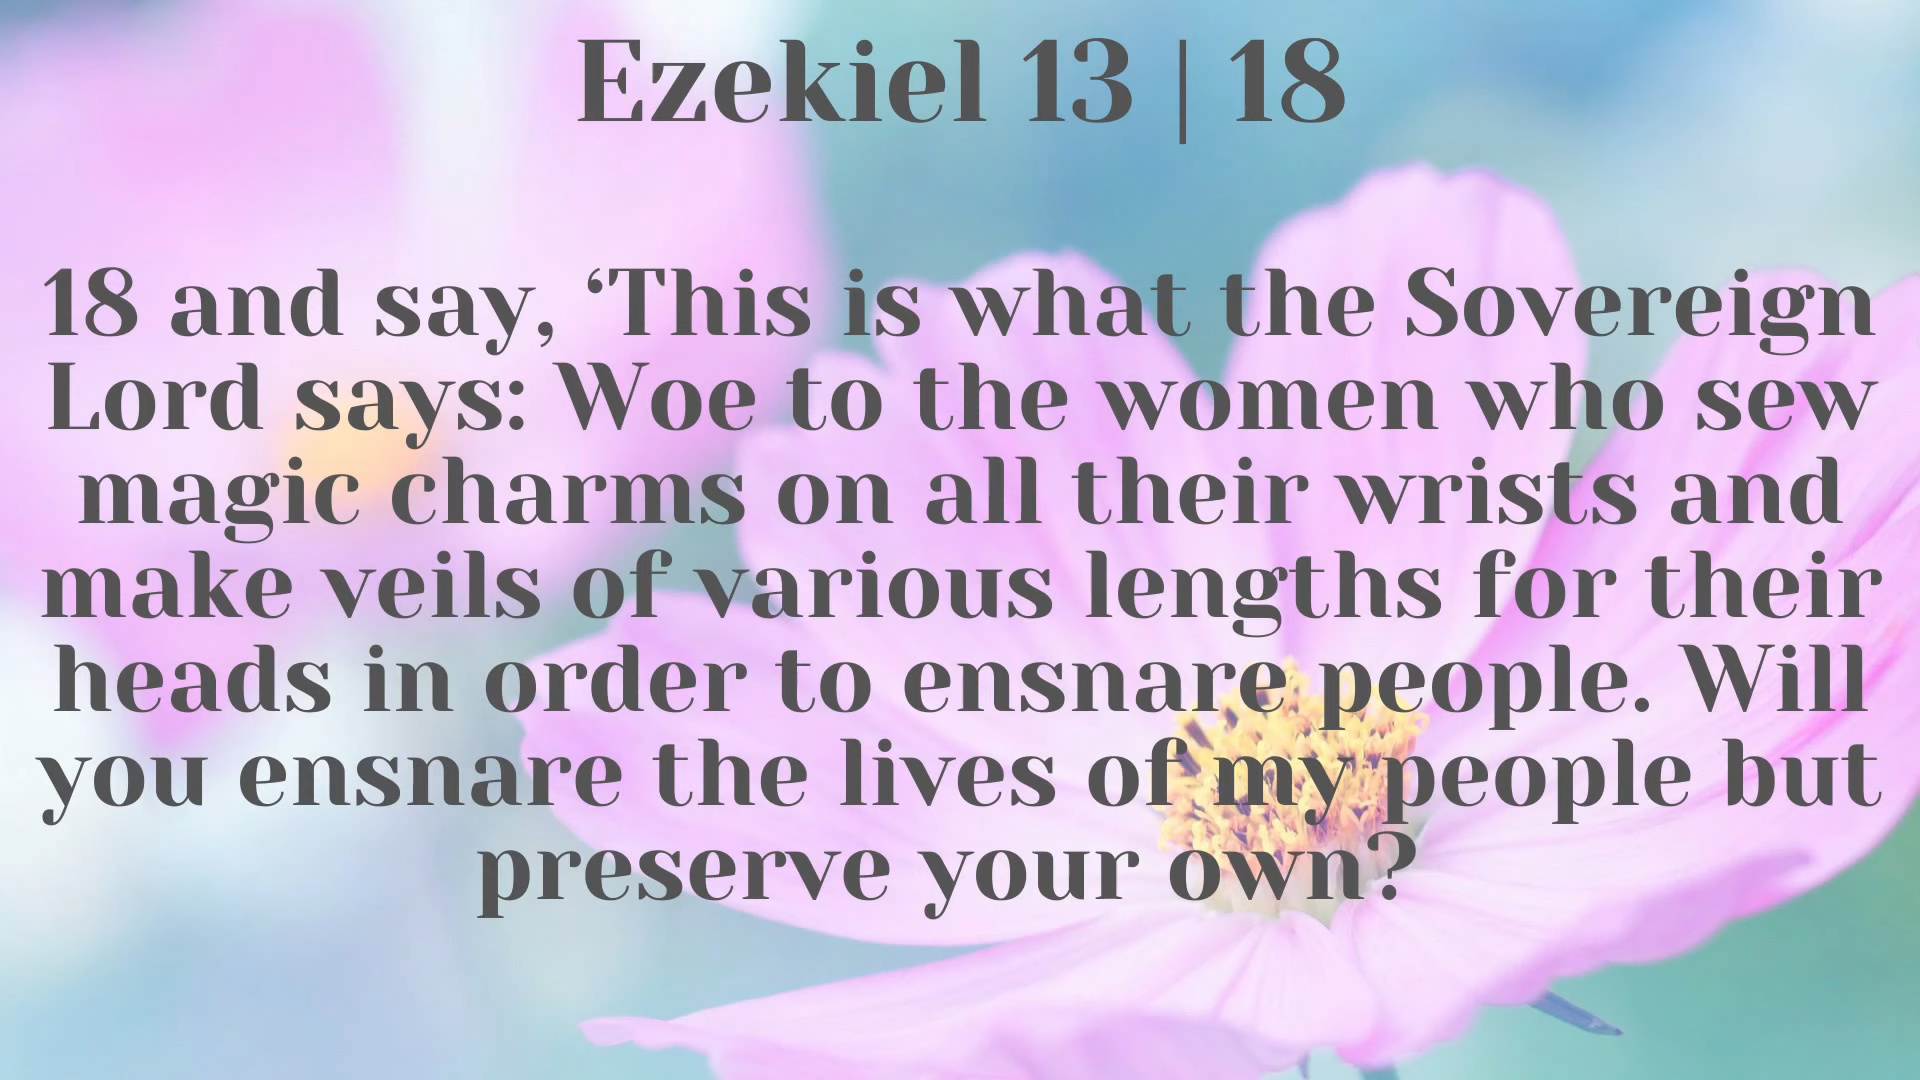 Ezekiel 13 | 18
18 and say, ‘This is what the Sovereign
Lord says: Woe to the women who sew
magic charms on all their wrists and
make veils of various lengths for their
heads in order to ensnare people. Will
you ensnare the lives of my people but
preserve your own?